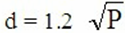 d = 1.2 √P